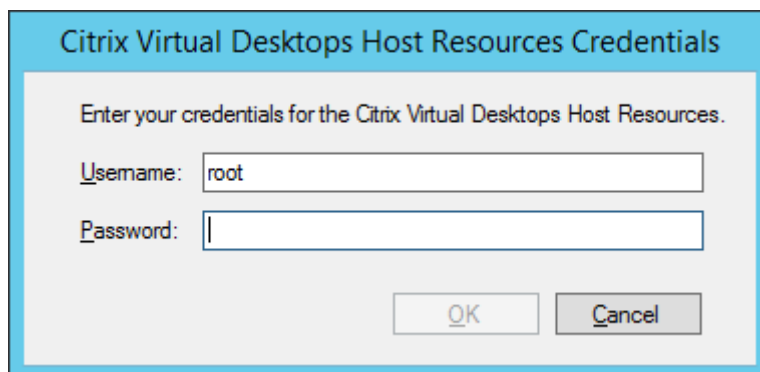 Citrix Virtual Desktops Host Resources Credentials
Enter your credentials for the Citrix Virtual Desktops Host Resources.
Username: root
Password:
OK Cancel